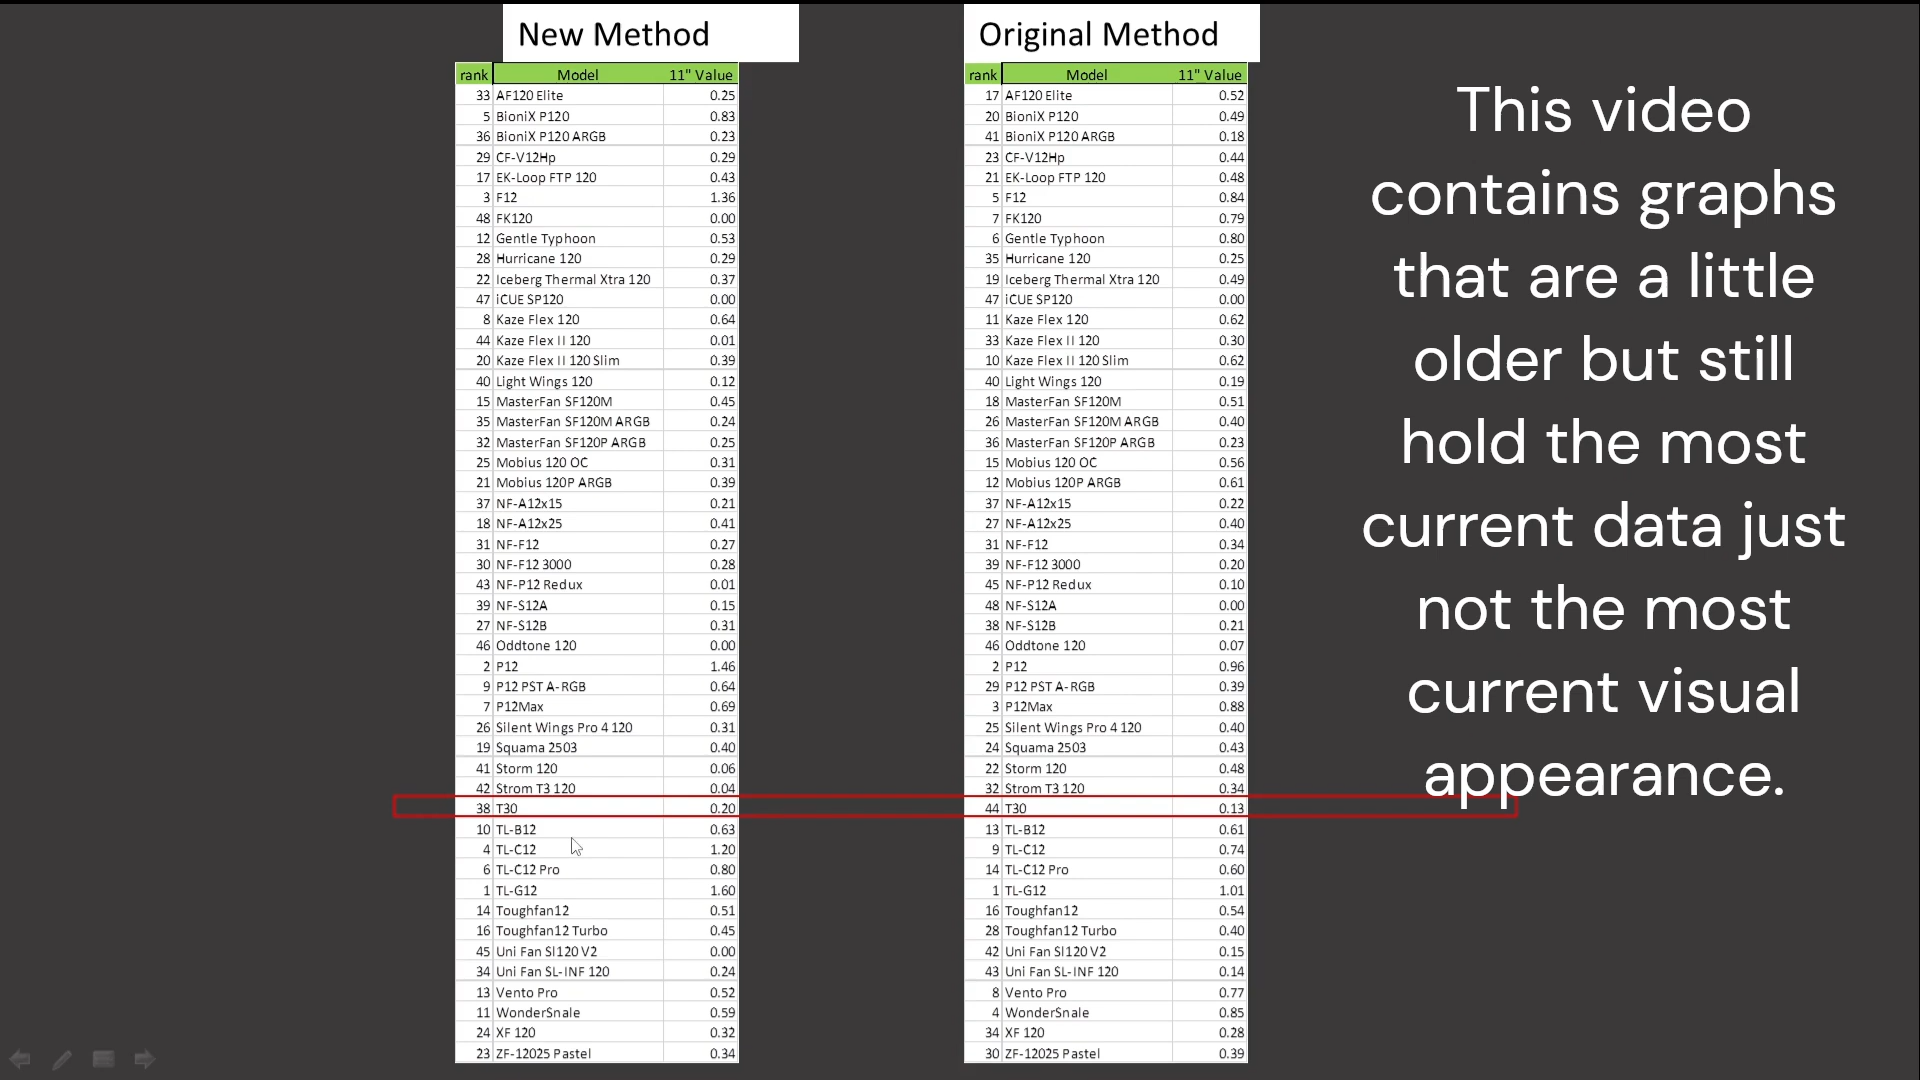 New Method
rank Model 11" Value
33 AF120 Elite 0.25
5 BioniX P120 0.83
36 BioniX P120 ARGB 0.23
29 CF-V12Hp 0.29
17 EK-Loop FTP 120 0.43
3 F12 1.36
48 FK120 0.00
12 Gentle Typhoon 0.53
28 Hurricane 120 0.29
22 Iceberg Thermal Xtra 120 0.37
47 iCUE SP120 0.00
8 Kaze Flex 120 0.64
44 Kaze Flex II 120 0.01
20 Kaze Flex II 120 Slim 0.39
40 Light Wings 120 0.12
15 MasterFan SF120M 0.45
35 MasterFan SF120M ARGB 0.24
32 MasterFan SF120P ARGB 0.25
25 Mobius 120 OC 0.31
21 Mobius 120P ARGB 0.39
37 NF-A12x15 0.21
18 NF-A12x25 0.41
31 NF-F12 0.27
30 NF-F12 3000 0.28
43 NF-P12 Redux 0.01
39 NF-S12A 0.15
27 NF-S12B 0.31
46 Oddtone 120 0.00
2 P12 1.46
9 P12 PST A-RGB 0.64
7 P12Max 0.69
26 Silent Wings Pro 4 120 0.31
19 Squama 2503 0.40
41 Storm 120 0.06
42 Strom T3 120 0.04
38 T30 0.20
10 TL-B12 0.63
4 TL-C12 1.20
6 TL-C12 Pro 0.80
1 TL-G12 1.60
14 Toughfan12 0.51
16 Toughfan12 Turbo 0.45
45 Uni Fan Sl120 V2 0.00
34 Uni Fan SL-INF 120 0.24
13 Vento Pro 0.52
11 WonderSnale 0.59
24 XF 120 0.32
23 ZF-12025 Pastel 0.34
Original Method
rank Model 11" Value
17 AF120 Elite 0.52
20 BioniX P120 0.49
41 BioniX P120 ARGB 0.18
23 CF-V12Hp 0.44
21 EK-Loop FTP 120 0.48
5 F12 0.84
7 FK120 0.79
6 Gentle Typhoon 0.80
35 Hurricane 120 0.25
19 Iceberg Thermal Xtra 120 0.49
47 iCUE SP120 0.00
11 Kaze Flex 120 0.62
33 Kaze Flex II 120 0.30
10 Kaze Flex II 120 Slim 0.62
40 Light Wings 120 0.19
18 MasterFan SF120M 0.51
26 MasterFan SF120M ARGB 0.40
36 MasterFan SF120P ARGB 0.23
15 Mobius 120 OC 0.56
12 Mobius 120P ARGB 0.61
37 NF-A12x15 0.22
27 NF-A12x25 0.40
31 NF-F12 0.34
39 NF-F12 3000 0.20
45 NF-P12 Redux 0.10
48 NF-S12A 0.00
38 NF-S12B 0.21
46 Oddtone 120 0.07
2 P12 0.96
29 P12 PST A-RGB 0.39
3 P12Max 0.88
25 Silent Wings Pro 4 120 0.40
24 Squama 2503 0.43
22 Storm 120 0.48
32 Strom T3 120 0.34
44 T30 0.13
13 TL-B12 0.61
9 TL-C12 0.74
14 TL-C12 Pro 0.60
1 TL-G12 1.01
16 Toughfan12 0.54
28 Toughfan12 Turbo 0.40
42 Uni Fan Sl120 V2 0.15
43 Uni Fan SL-INF 120 0.14
8 Vento Pro 0.77
4 WonderSnale 0.85
34 XF 120 0.28
30 ZF-12025 Pastel 0.39
This video
contains graphs
that are a little
older but still
hold the most
current data just
not the most
current visual
appearance.